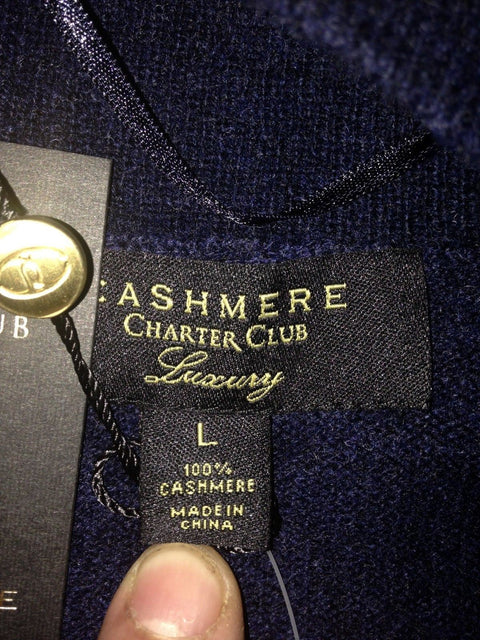 CASHMERE
CHARTER CLUB
Luxury
L
100%
CASHMERE
MADE IN
CHINA
UB
E